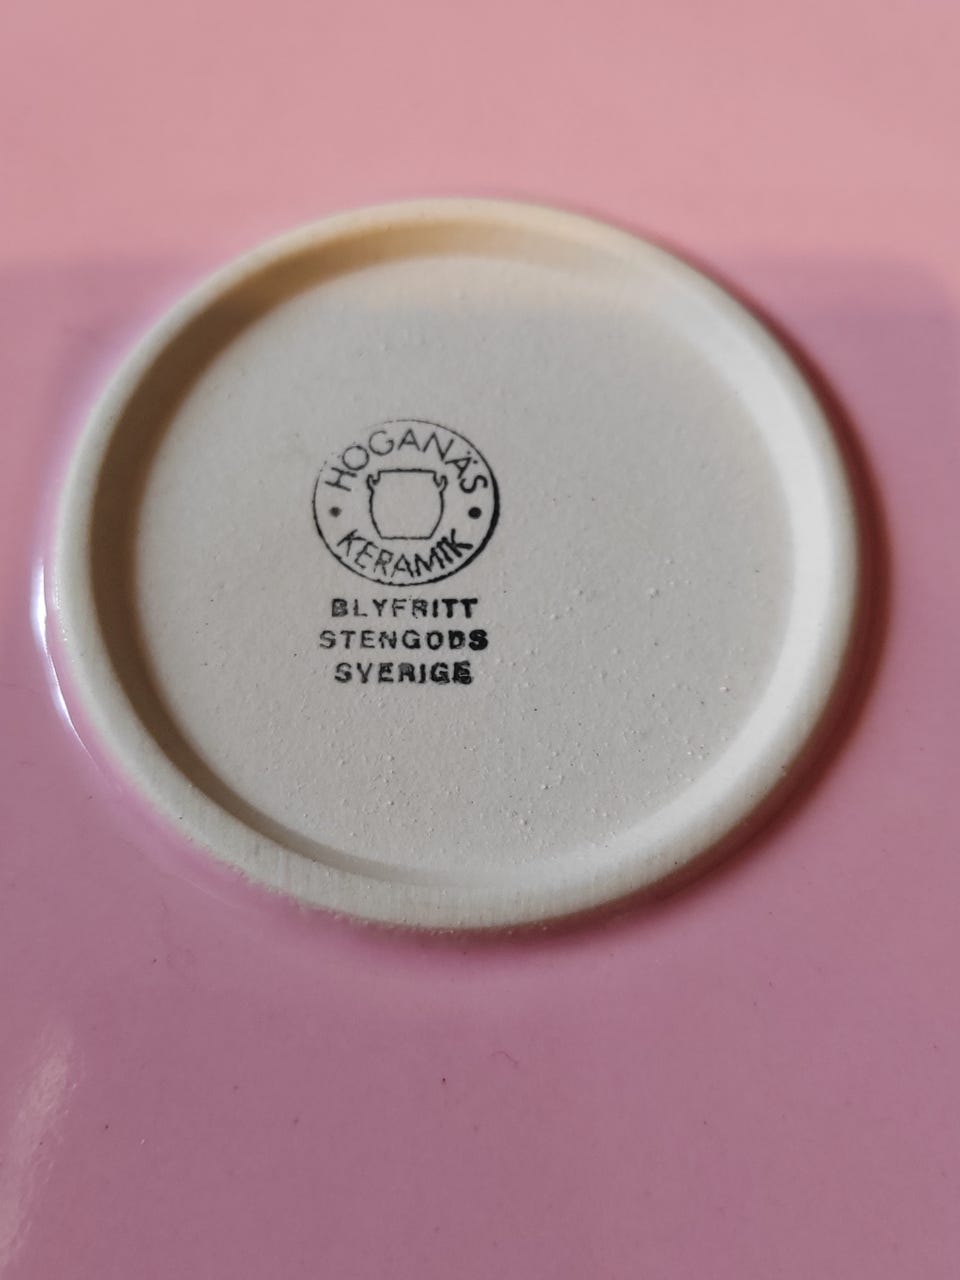 HÖGANÄS
KERAMIK
BLYFRITT
STENGODS
SVERIGE